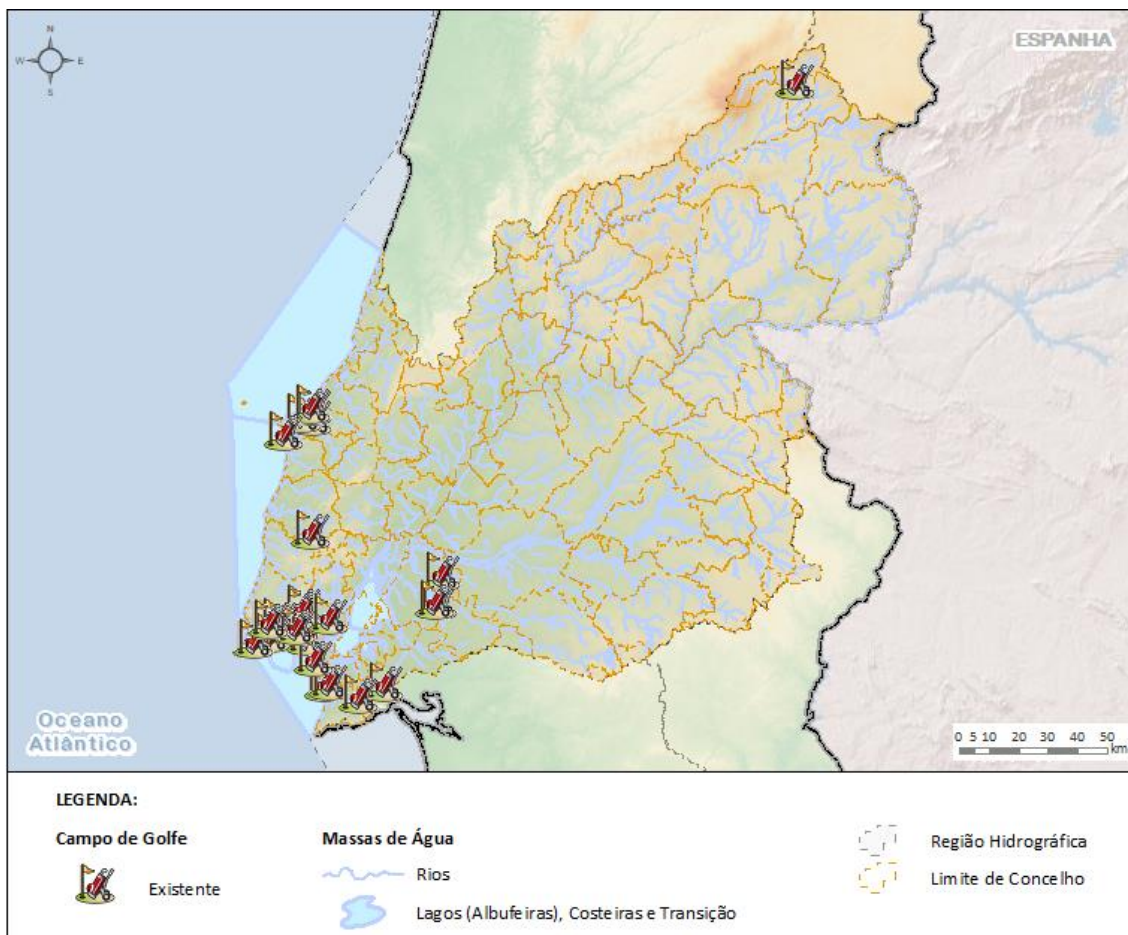 N
W E
S
ESPANHA
Oceano
Atlântico
0 5 10 20 30 40 50
km
LEGENDA:
Campo de Golfe
Existente
Massas de Água
Rios
Lagos (Albufeiras), Costeiras e Transição
Região Hidrográfica
Limite de Concelho